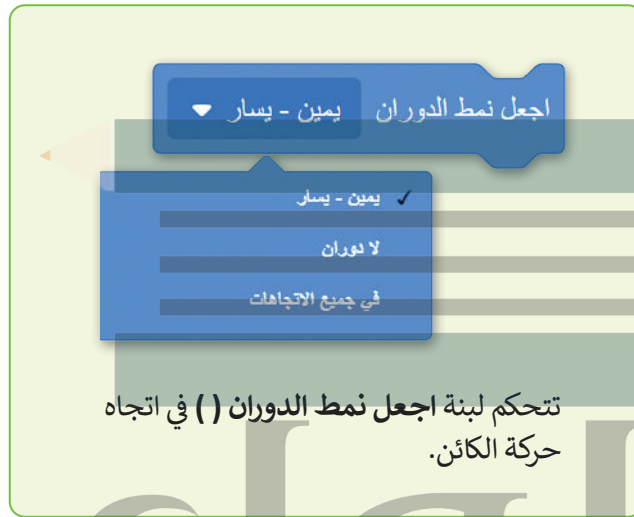 اجعل نمط الدوران يمين - يسار
✓ يمين - يسار
لا دوران
في جميع الاتجاهات
تتحكم لبنة اجعل نمط الدوران ( ) في اتجاه
حركة الكائن.